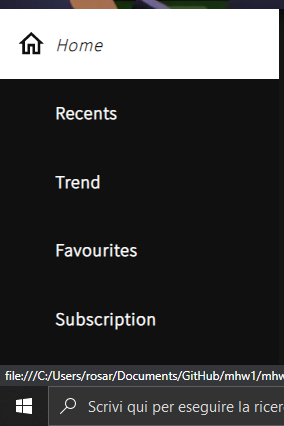 Home
Recents
Trend
Favourites
Subscription
file:///C:/Users/rosar/Documents/GitHub/mhw1/mhw
Scrivi qui per eseguire la ricer